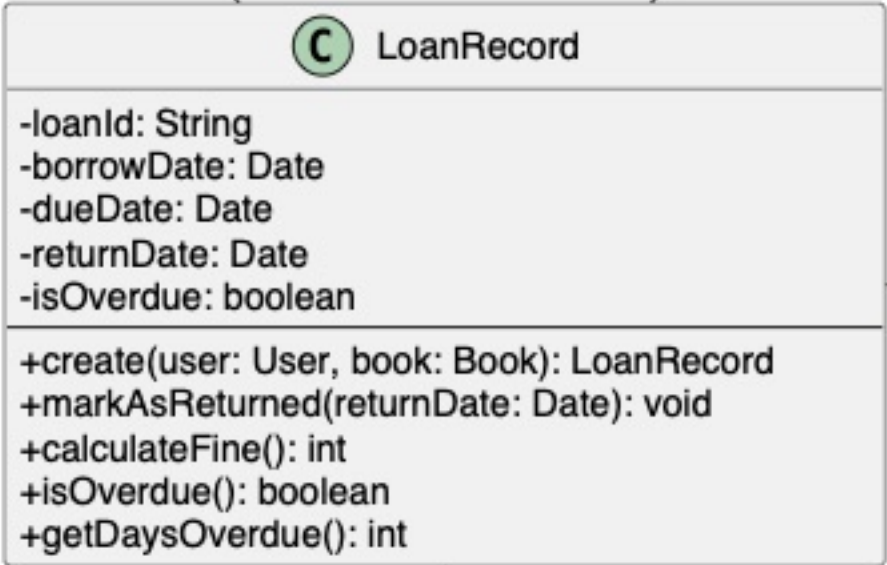 C LoanRecord
-loanId: String
-borrowDate: Date
-dueDate: Date
-returnDate: Date
-isOverdue: boolean
+create(user: User, book: Book): LoanRecord
+markAsReturned(returnDate: Date): void
+calculateFine(): int
+isOverdue(): boolean
+getDaysOverdue(): int